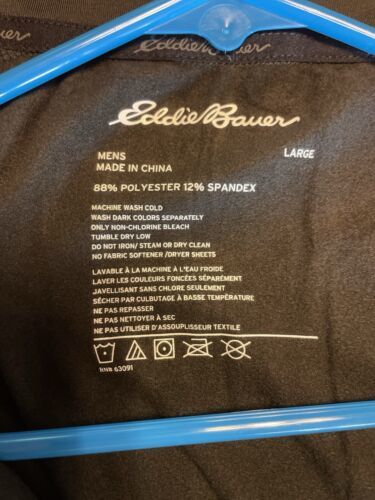 Eddie Bauer
Eddie Bauer
MENS
LARGE
MADE IN CHINA
88% POLYESTER 12% SPANDEX
MACHINE WASH COLD
WASH DARK COLORS SEPARATELY
ONLY NON-CHLORINE BLEACH
TUMBLE DRY LOW
DO NOT IRON/ STEAM OR DRY CLEAN
NO FABRIC SOFTENER /DRYER SHEETS
LAVABLE À LA MACHINE À L'EAU FROIDE
LAVER LES COULEURS FONCÉES SÉPARÉMENT
JAVELLISANT SANS CHLORE SEULEMENT
SÉCHER PAR CULBUTAGE À BASSE TEMPÉRATURE
NE PAS REPASSER
NE PAS NETTOYER À SEC
NE PAS UTILISER D'ASSOUPLISSEUR TEXTILE
RN# 63091